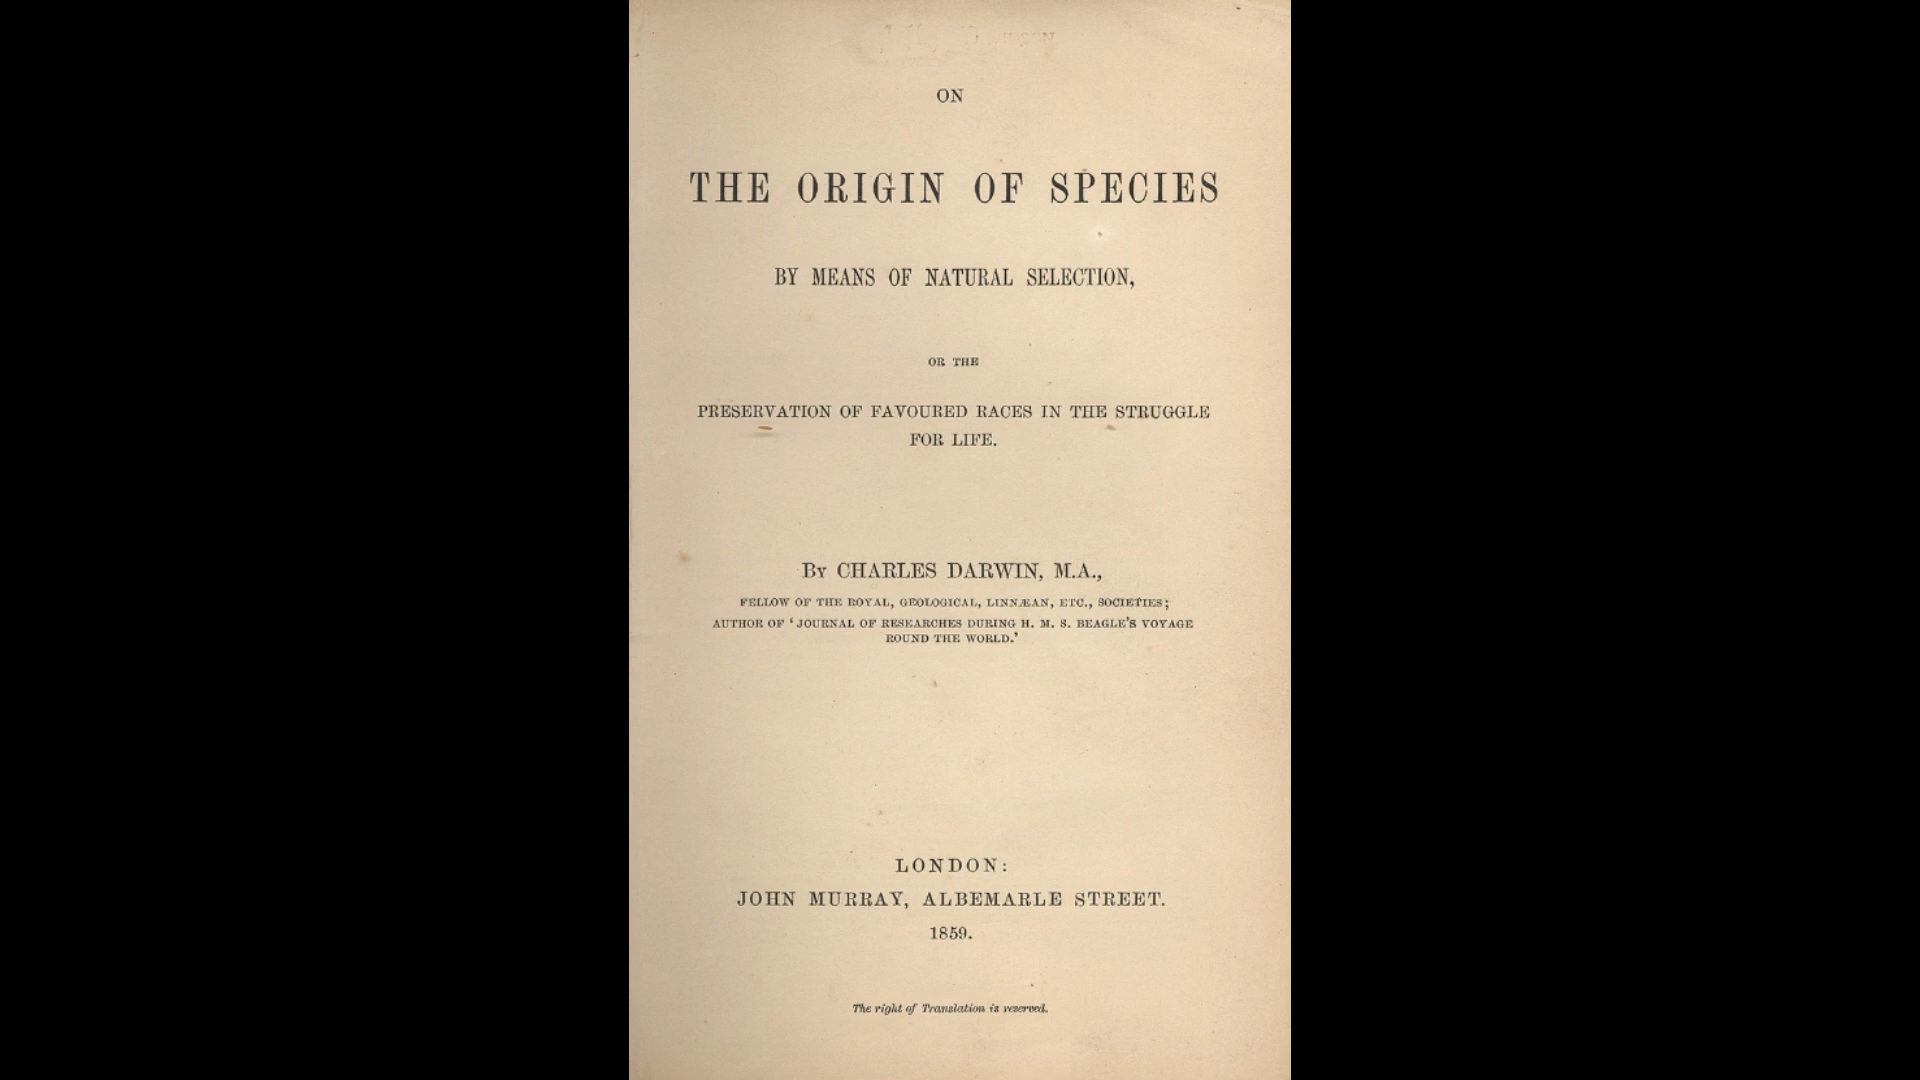 ON
THE ORIGIN OF SPECIES
BY MEANS OF NATURAL SELECTION,
OR THE
PRESERVATION OF FAVOURED RACES IN THE STRUGGLE
FOR LIFE.
BY CHARLES DARWIN, M.A.,
FELLOW OF THE ROYAL, GEOLOGICAL, LINNÆAN, ETC., SOCIETIES;
AUTHOR OF ‘JOURNAL OF RESEARCHES DURING H. M. S. BEAGLE’S VOYAGE
ROUND THE WORLD.’
LONDON:
JOHN MURRAY, ALBEMARLE STREET.
1859.
The right of Translation is reserved.